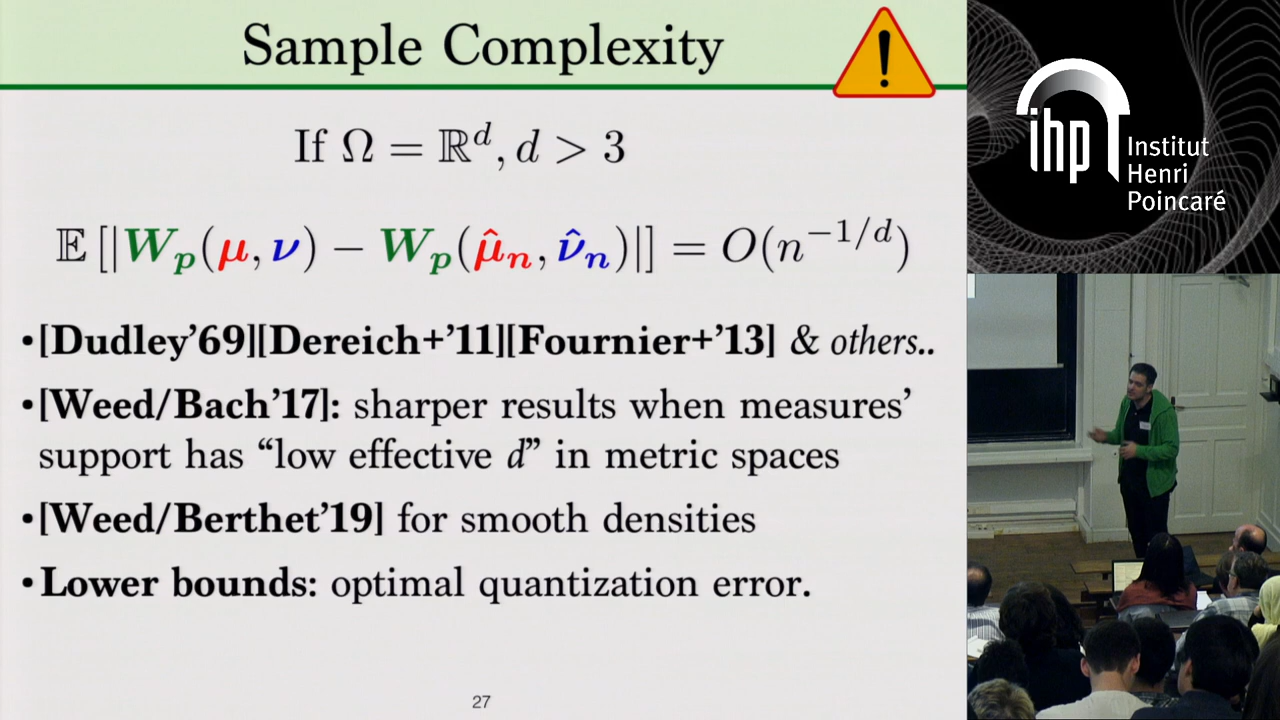 Sample Complexity
!
If Ω = ℝ^d, d > 3
𝔼 [|W_p(μ, ν) − W_p(μ̂_n, ν̂_n)|] = O(n^{−1/d})
•[Dudley’69][Dereich+’11][Fournier+’13] & others..
•[Weed/Bach’17]: sharper results when measures’
support has “low effective d” in metric spaces
•[Weed/Berthet’19] for smooth densities
•Lower bounds: optimal quantization error.
27
ihp
Institut
Henri
Poincaré